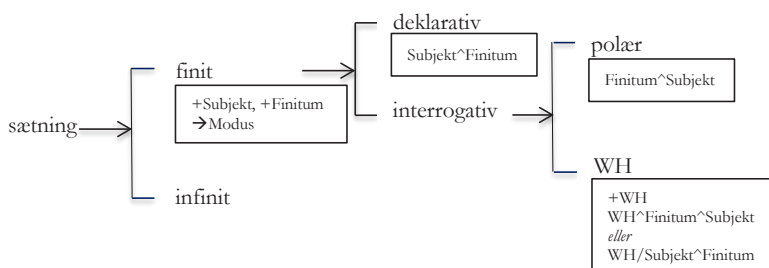 deklarativ
Subjekt^Finitum
polær
finit
Finitum^Subjekt
+Subjekt, +Finitum
→Modus
interrogativ
sætning
WH
infinit
+WH
WH^Finitum^Subjekt
eller
WH/Subjekt^Finitum